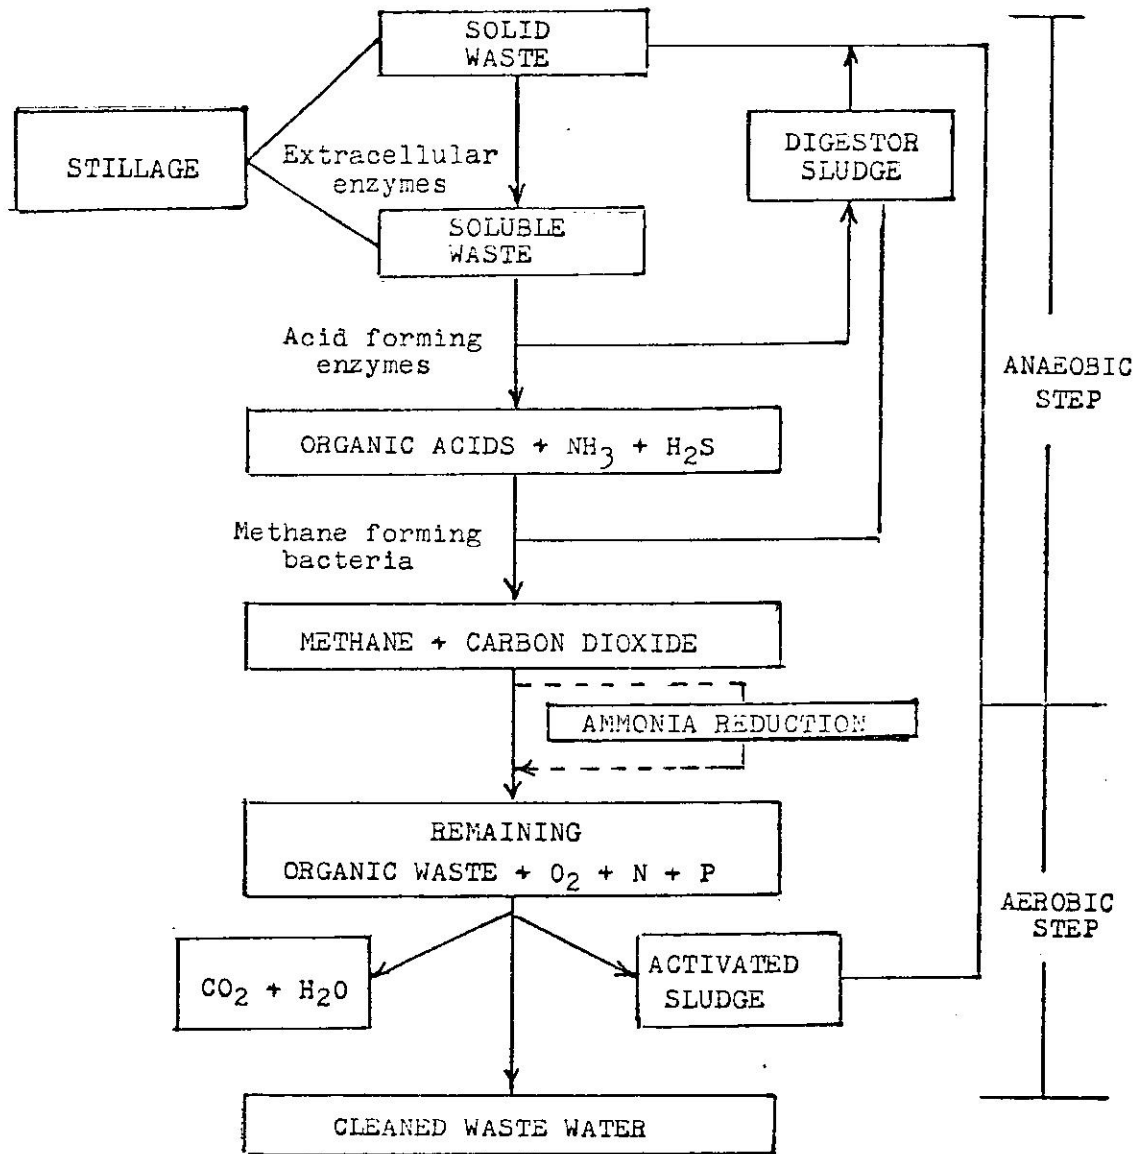 SOLID
WASTE
STILLAGE
Extracellular
enzymes
DIGESTOR
SLUDGE
SOLUBLE
WASTE
Acid forming
enzymes
ANAEOBIC
STEP
ORGANIC ACIDS + NH₃ + H₂S
Methane forming
bacteria
METHANE + CARBON DIOXIDE
AMMONIA REDUCTION
REMAINING
ORGANIC WASTE + O₂ + N + P
AEROBIC
STEP
CO₂ + H₂O
ACTIVATED
SLUDGE
CLEANED WASTE WATER